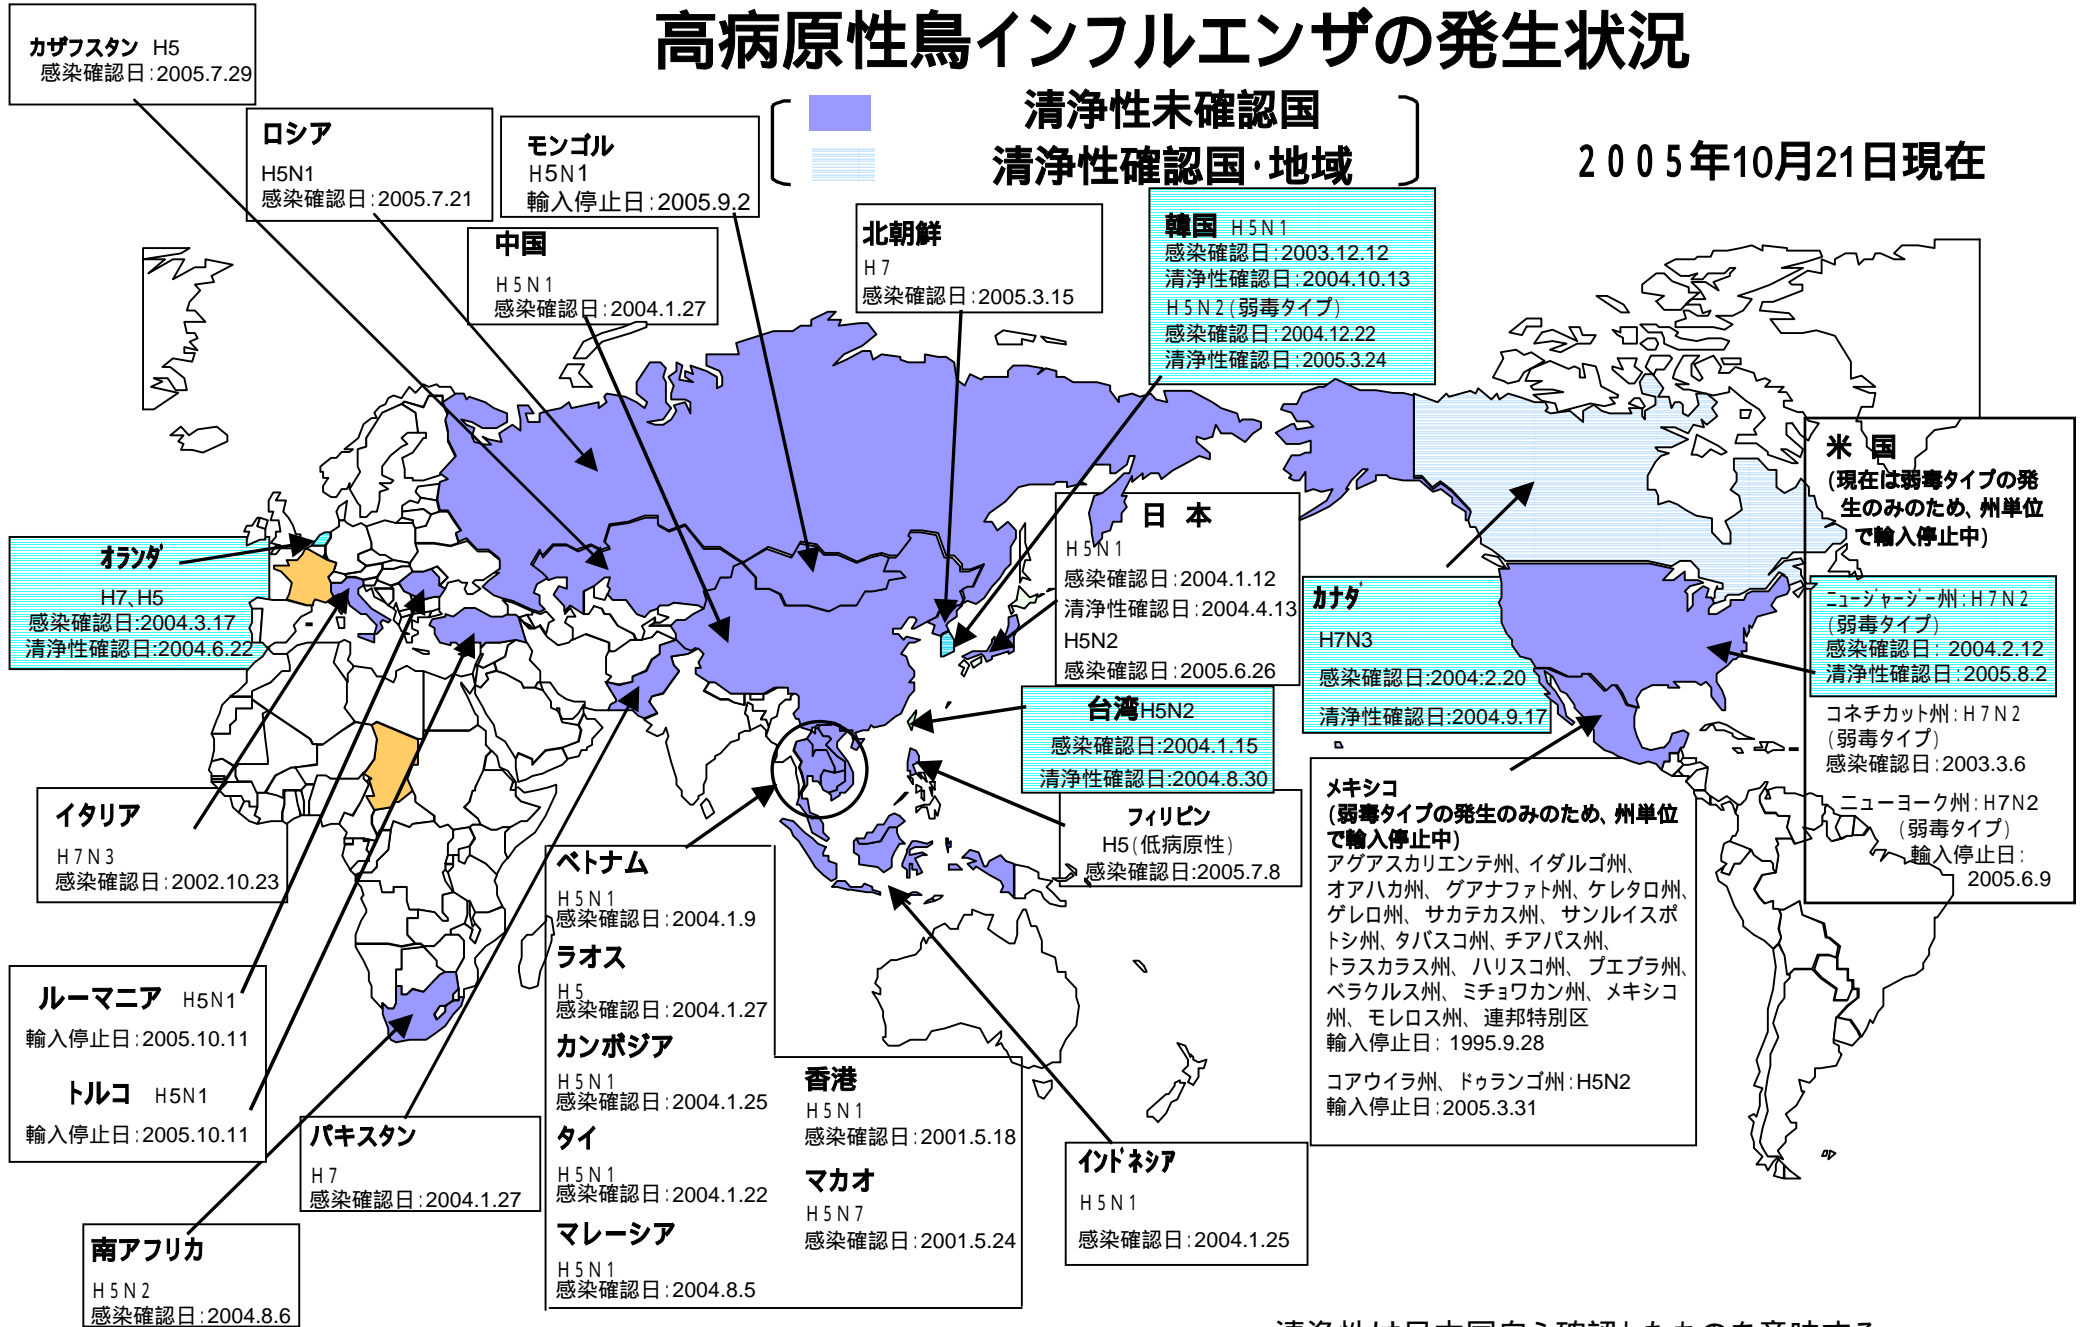 高病原性鳥インフルエンザの発生状況
清浄性未確認国
清浄性確認国・地域
2005年10月21日現在
カザフスタン H5
感染確認日:2005.7.29
ロシア
H5N1
感染確認日:2005.7.21
モンゴル
H5N1
輸入停止日:2005.9.2
中国
H5N1
感染確認日:2004.1.27
北朝鮮
H7
感染確認日:2005.3.15
韓国 H5N1
感染確認日:2003.12.12
清浄性確認日:2004.10.13
H5N2(弱毒タイプ)
感染確認日:2004.12.22
清浄性確認日:2005.3.24
日 本
H5N1
感染確認日:2004.1.12
清浄性確認日:2004.4.13
H5N2
感染確認日:2005.6.26
オランダ
H7、H5
感染確認日:2004.3.17
清浄性確認日:2004.6.22
台湾H5N2
感染確認日:2004.1.15
清浄性確認日:2004.8.30
カナダ
H7N3
感染確認日:2004:2.20
清浄性確認日:2004.9.17
米 国
(現在は弱毒タイプの発
生のみのため、州単位
で輸入停止中)
ニュージャージー州:H7N2
(弱毒タイプ)
感染確認日: 2004.2.12
清浄性確認日:2005.8.2
コネチカット州:H7N2
(弱毒タイプ)
感染確認日:2003.3.6
ニューヨーク州:H7N2
(弱毒タイプ)
輸入停止日:
2005.6.9
フィリピン
H5(低病原性)
感染確認日:2005.7.8
メキシコ
(弱毒タイプの発生のみのため、州単位
で輸入停止中)
アグアスカリエンテ州、イダルゴ州、
オアハカ州、グアナファト州、ケレタロ州、
ゲレロ州、サカテカス州、サンルイスポ
トシ州、タバスコ州、チアパス州、
トラスカラス州、ハリスコ州、プエブラ州、
ベラクルス州、ミチョワカン州、メキシコ
州、モレロス州、連邦特別区
輸入停止日: 1995.9.28
コアウイラ州、ドゥランゴ州:H5N2
輸入停止日:2005.3.31
イタリア
H7N3
感染確認日:2002.10.23
ルーマニア H5N1
輸入停止日:2005.10.11
トルコ H5N1
輸入停止日:2005.10.11
パキスタン
H7
感染確認日:2004.1.27
南アフリカ
H5N2
感染確認日:2004.8.6
ベトナム
H5N1
感染確認日:2004.1.9
ラオス
H5
感染確認日:2004.1.27
カンボジア
H5N1
感染確認日:2004.1.25
タイ
H5N1
感染確認日:2004.1.22
マレーシア
H5N1
感染確認日:2004.8.5
香港
H5N1
感染確認日:2001.5.18
マカオ
H5N7
感染確認日:2001.5.24
インドネシア
H5N1
感染確認日:2004.1.25